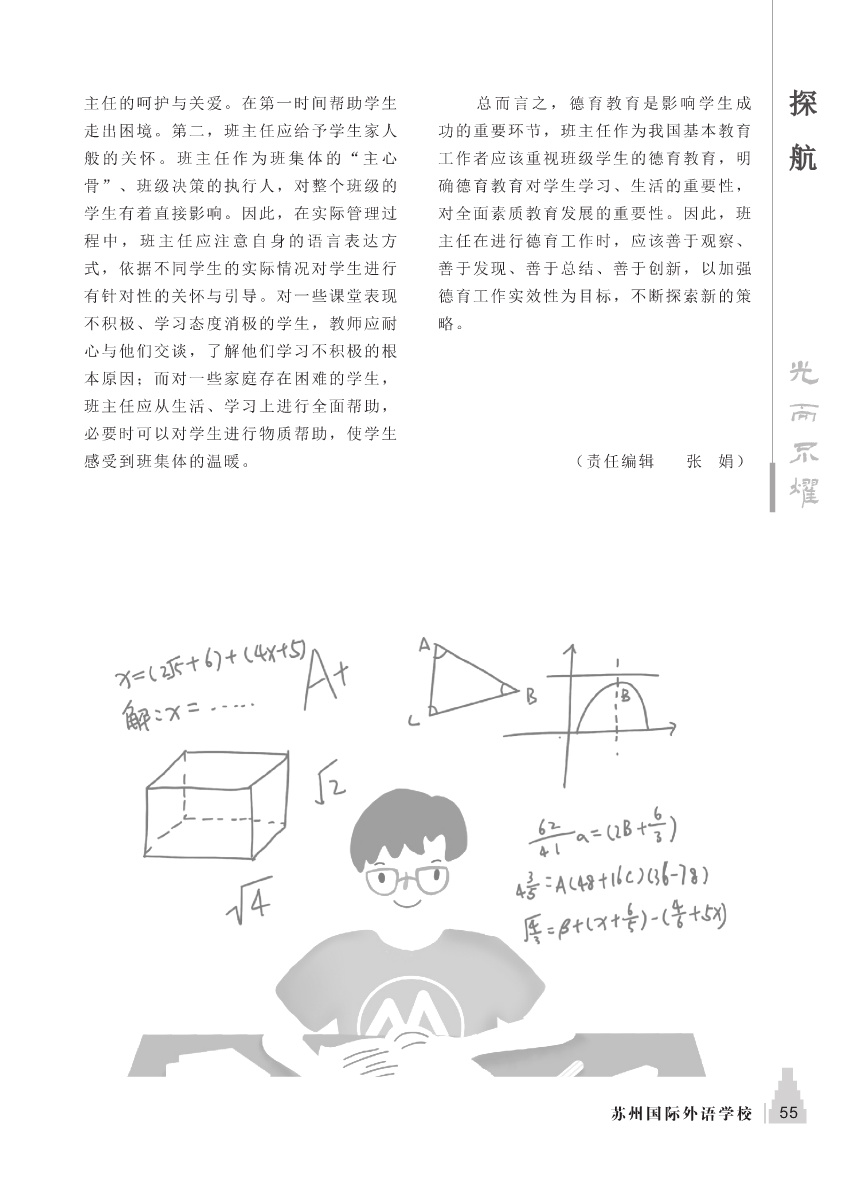 主任的呵护与关爱。在第一时间帮助学生
走出困境。第二，班主任应给予学生家人
般的关怀。班主任作为班集体的“主心
骨”、班级决策的执行人，对整个班级的
学生有着直接影响。因此，在实际管理过
程中，班主任应注意自身的语言表达方
式，依据不同学生的实际情况对学生进行
有针对性的关怀与引导。对一些课堂表现
不积极、学习态度消极的学生，教师应耐
心与他们交谈，了解他们学习不积极的根
本原因；而对一些家庭存在困难的学生，
班主任应从生活、学习上进行全面帮助，
必要时可以对学生进行物质帮助，使学生
感受到班集体的温暖。
总而言之，德育教育是影响学生成
功的重要环节，班主任作为我国基本教育
工作者应该重视班级学生的德育教育，明
确德育教育对学生学习、生活的重要性，
对全面素质教育发展的重要性。因此，班
主任在进行德育工作时，应该善于观察、
善于发现、善于总结、善于创新，以加强
德育工作实效性为目标，不断探索新的策
略。
（责任编辑　　张　娟）
探航
光而不耀
x=(2√5+6)+(4x+5)
A+
解:x=……
A
B
C
B
√2
√4
62/41 a=(2B+6/3)
4 3/5=A(48+16C)(36-78)
√4/3=β+(x+6/5)-(4/6+5x)
苏州国际外语学校
55